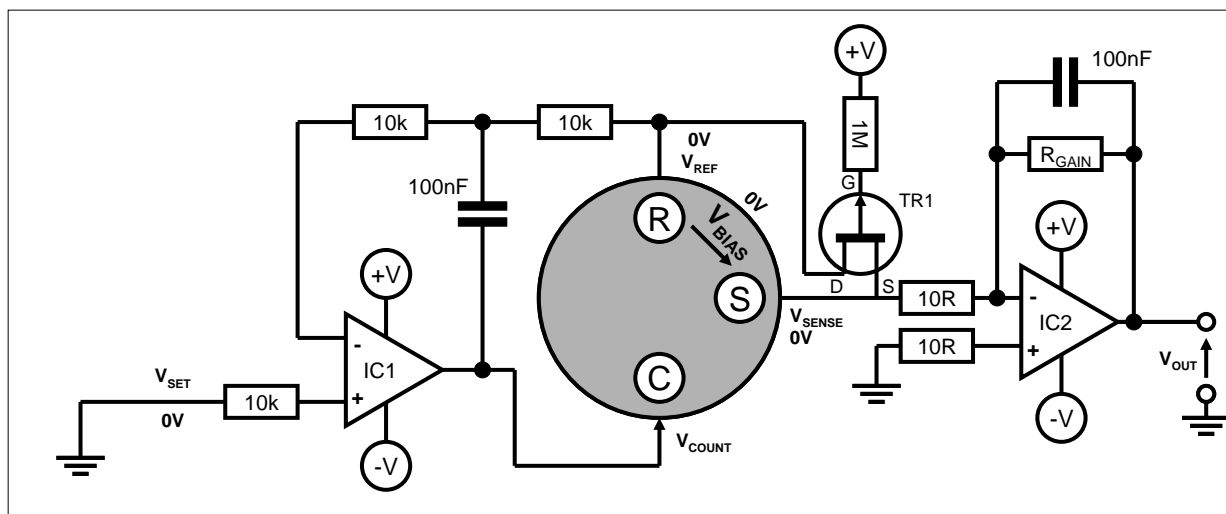 +V
100nF
10k
10k
1M
0V
V_REF
R_GAIN
G
TR1
100nF
0V
R
V_BIAS
+V
+V
D
S
S
10R
-
IC2
+
V_SENSE
0V
10R
V_OUT
-
IC1
+
C
V_SET
0V
10k
-V
-V
V_COUNT